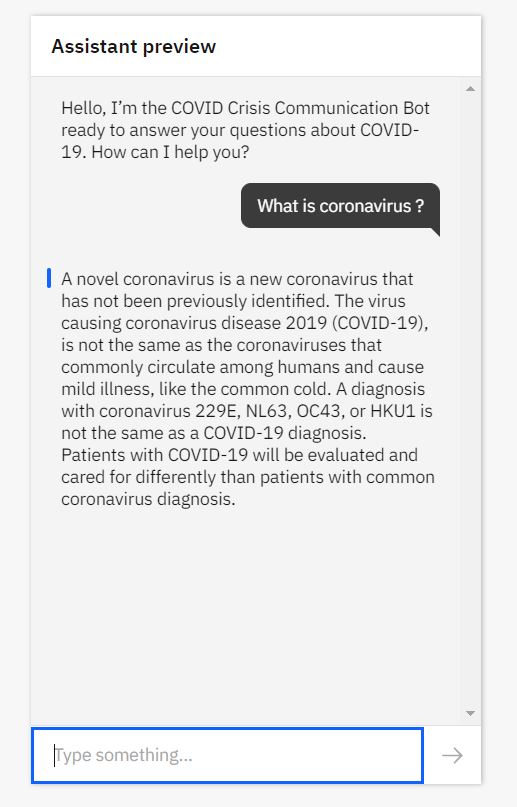 Assistant preview
Hello, I’m the COVID Crisis Communication Bot
ready to answer your questions about COVID-
19. How can I help you?
What is coronavirus ?
A novel coronavirus is a new coronavirus that
has not been previously identified. The virus
causing coronavirus disease 2019 (COVID-19),
is not the same as the coronaviruses that
commonly circulate among humans and cause
mild illness, like the common cold. A diagnosis
with coronavirus 229E, NL63, OC43, or HKU1 is
not the same as a COVID-19 diagnosis.
Patients with COVID-19 will be evaluated and
cared for differently than patients with common
coronavirus diagnosis.
Type something...